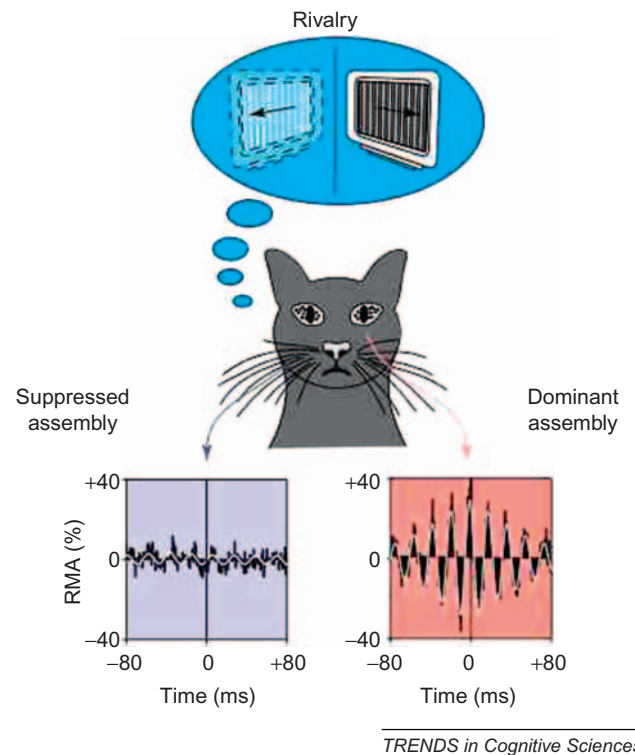 Rivalry
Suppressed
assembly
Dominant
assembly
+40
0
−40
RMA (%)
−80
0
+80
Time (ms)
+40
0
−40
−80
0
+80
Time (ms)
TRENDS in Cognitive Sciences